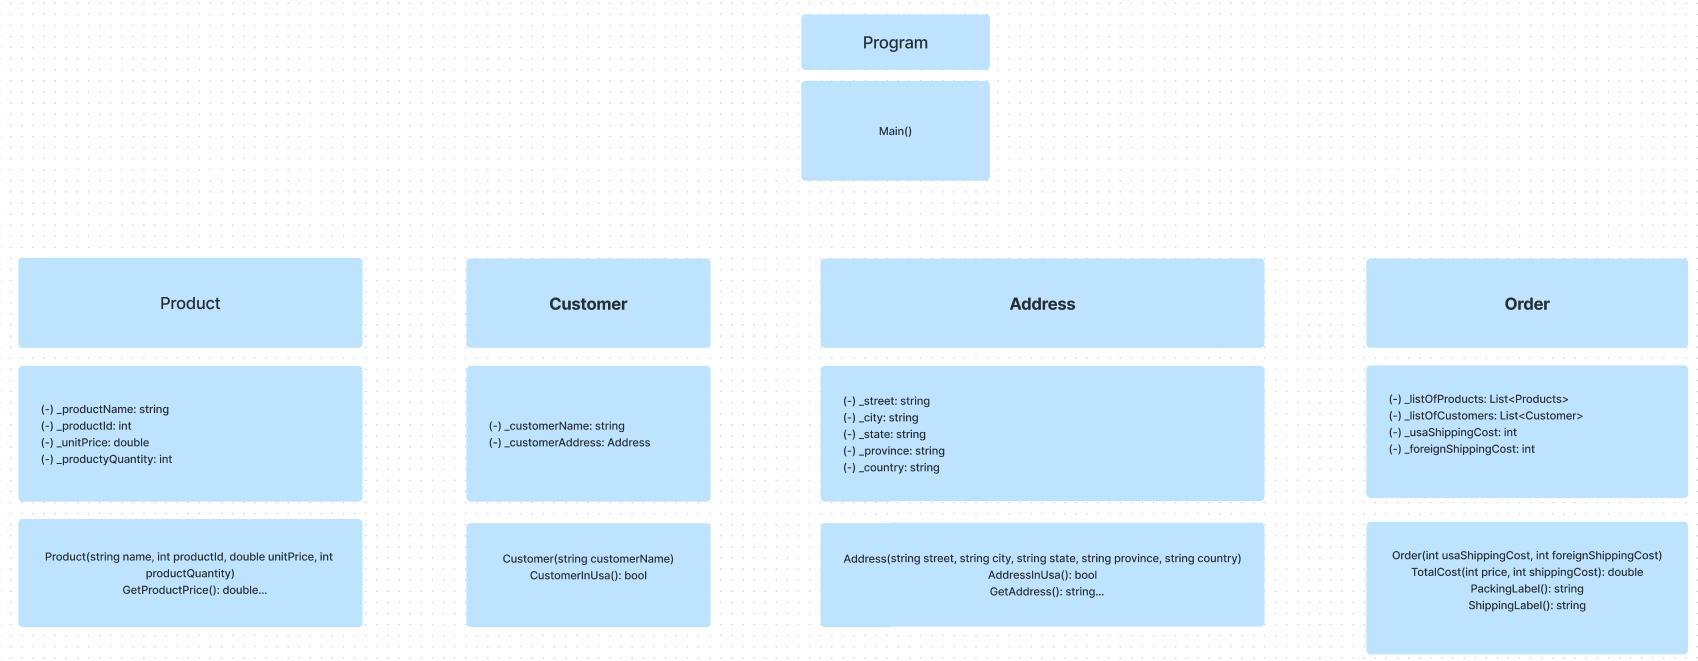 Program
Main()
Product
(-) _productName: string
(-) _productId: int
(-) _unitPrice: double
(-) _productyQuantity: int
Product(string name, int productId, double unitPrice, int
productQuantity)
GetProductPrice(): double...
Customer
(-) _customerName: string
(-) _customerAddress: Address
Customer(string customerName)
CustomerInUsa(): bool
Address
(-) _street: string
(-) _city: string
(-) _state: string
(-) _province: string
(-) _country: string
Address(string street, string city, string state, string province, string country)
AddressInUsa(): bool
GetAddress(): string...
Order
(-) _listOfProducts: List<Products>
(-) _listOfCustomers: List<Customer>
(-) _usaShippingCost: int
(-) _foreignShippingCost: int
Order(int usaShippingCost, int foreignShippingCost)
TotalCost(int price, int shippingCost): double
PackingLabel(): string
ShippingLabel(): string